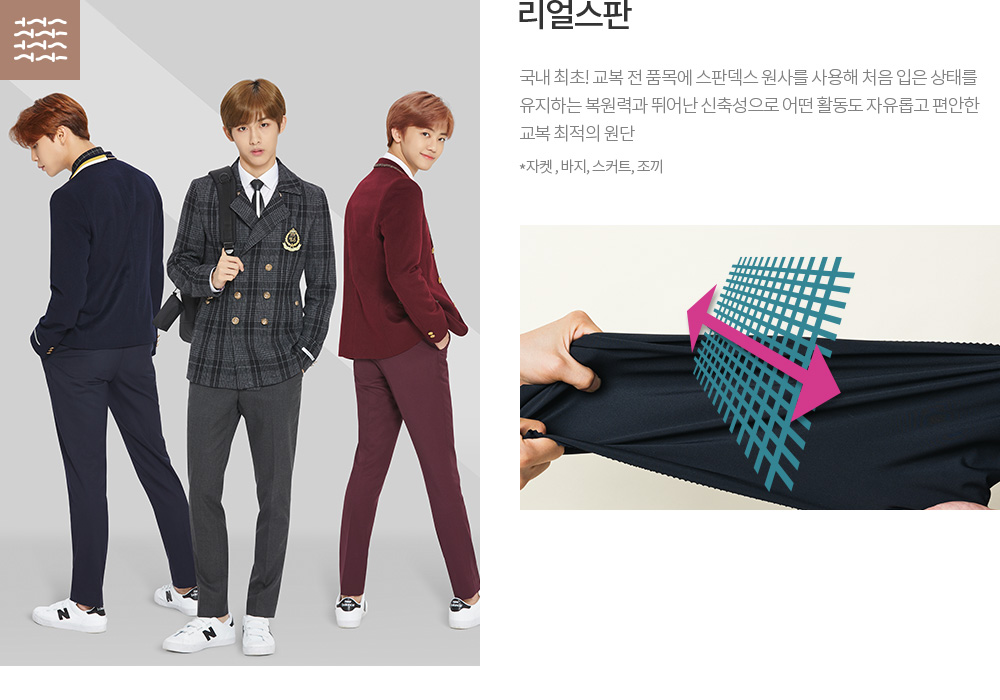 리얼스판
국내 최초! 교복 전 품목에 스판덱스 원사를 사용해 처음 입은 상태를
유지하는 복원력과 뛰어난 신축성으로 어떤 활동도 자유롭고 편안한
교복 최적의 원단
*자켓 , 바지, 스커트, 조끼
N N N